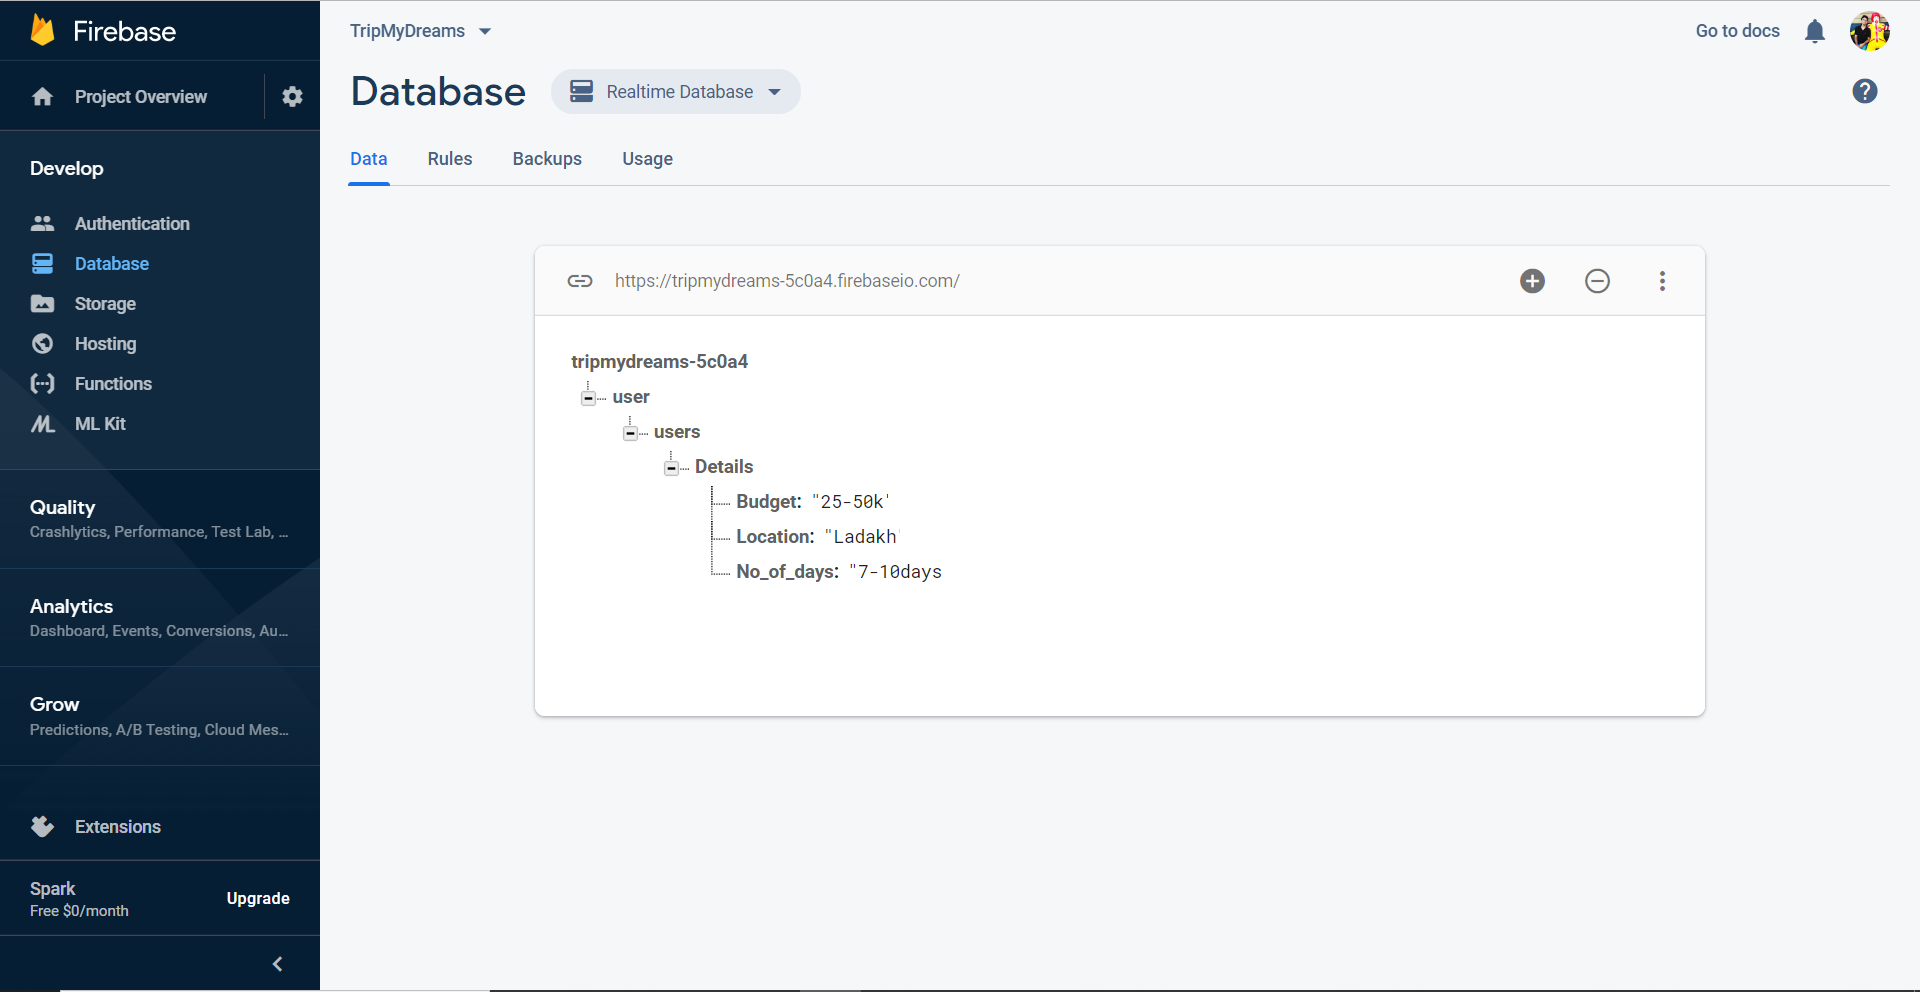 Firebase
Project Overview
Develop
Authentication
Database
Storage
Hosting
Functions
ML Kit
Quality
Crashlytics, Performance, Test Lab, ...
Analytics
Dashboard, Events, Conversions, Au...
Grow
Predictions, A/B Testing, Cloud Mes...
Extensions
Spark
Free $0/month
Upgrade
TripMyDreams
Go to docs
Database
Realtime Database
Data Rules Backups Usage
https://tripmydreams-5c0a4.firebaseio.com/
tripmydreams-5c0a4
user
users
Details
Budget: "25-50k'
Location: "Ladakh'
No_of_days: "7-10days